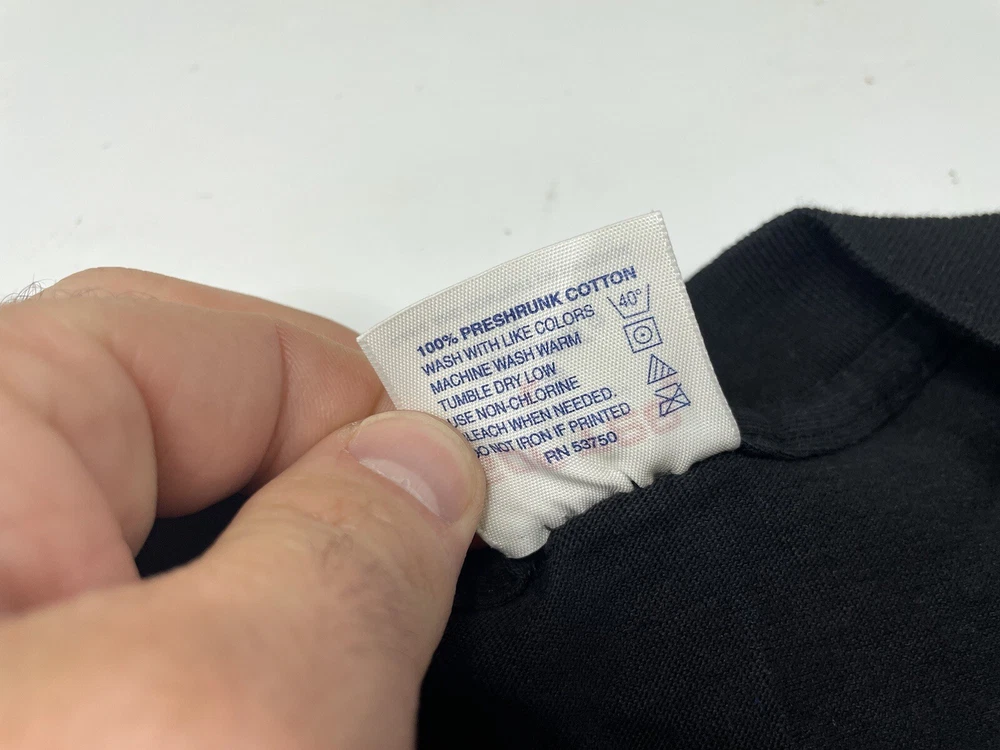 100% PRESHRUNK COTTON
WASH WITH LIKE COLORS
MACHINE WASH WARM
TUMBLE DRY LOW
USE NON-CHLORINE
LEACH WHEN NEEDED.
DO NOT IRON IF PRINTED
RN 53750
40°